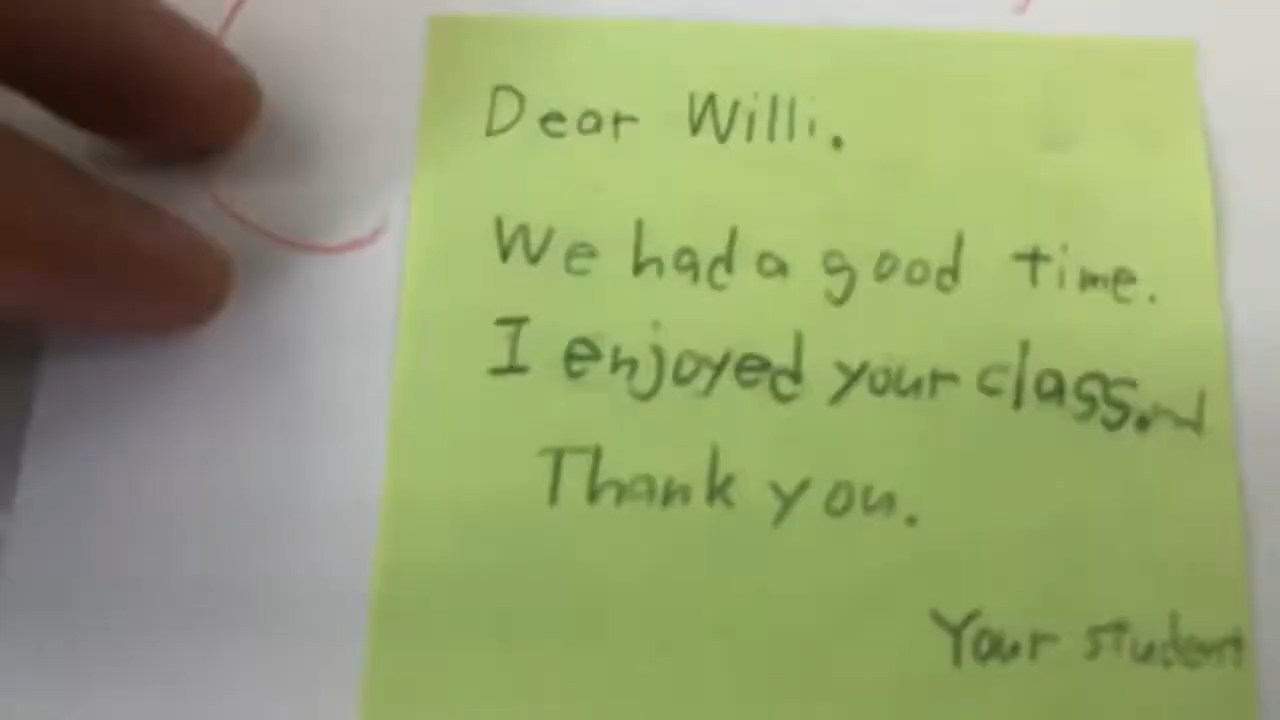 Dear Willi.
We had a good time.
I enjoyed your class.
Thank you.
Your student